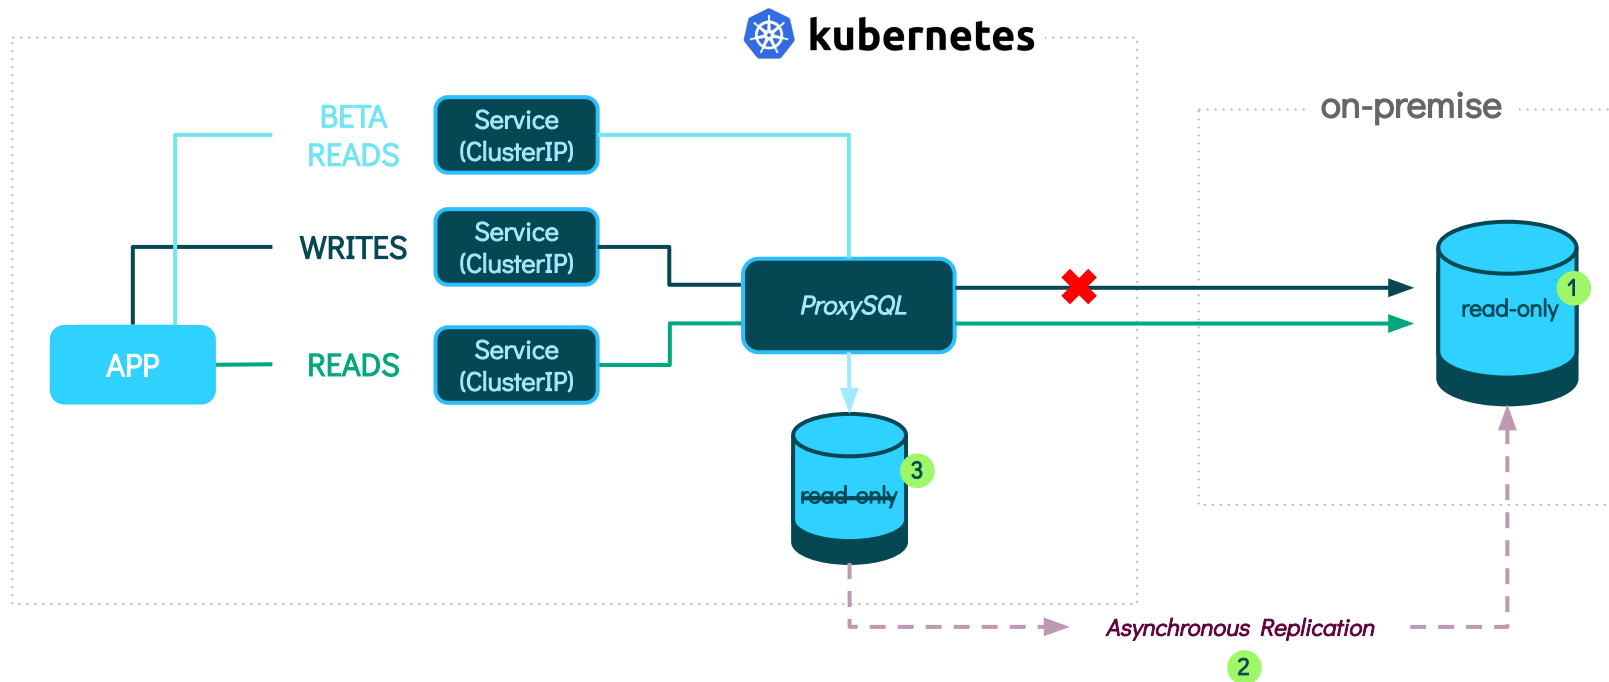 kubernetes
on-premise
BETA
READS
Service
(ClusterIP)
WRITES
Service
(ClusterIP)
ProxySQL
1
read-only
APP
READS
Service
(ClusterIP)
3
read-only
Asynchronous Replication
2